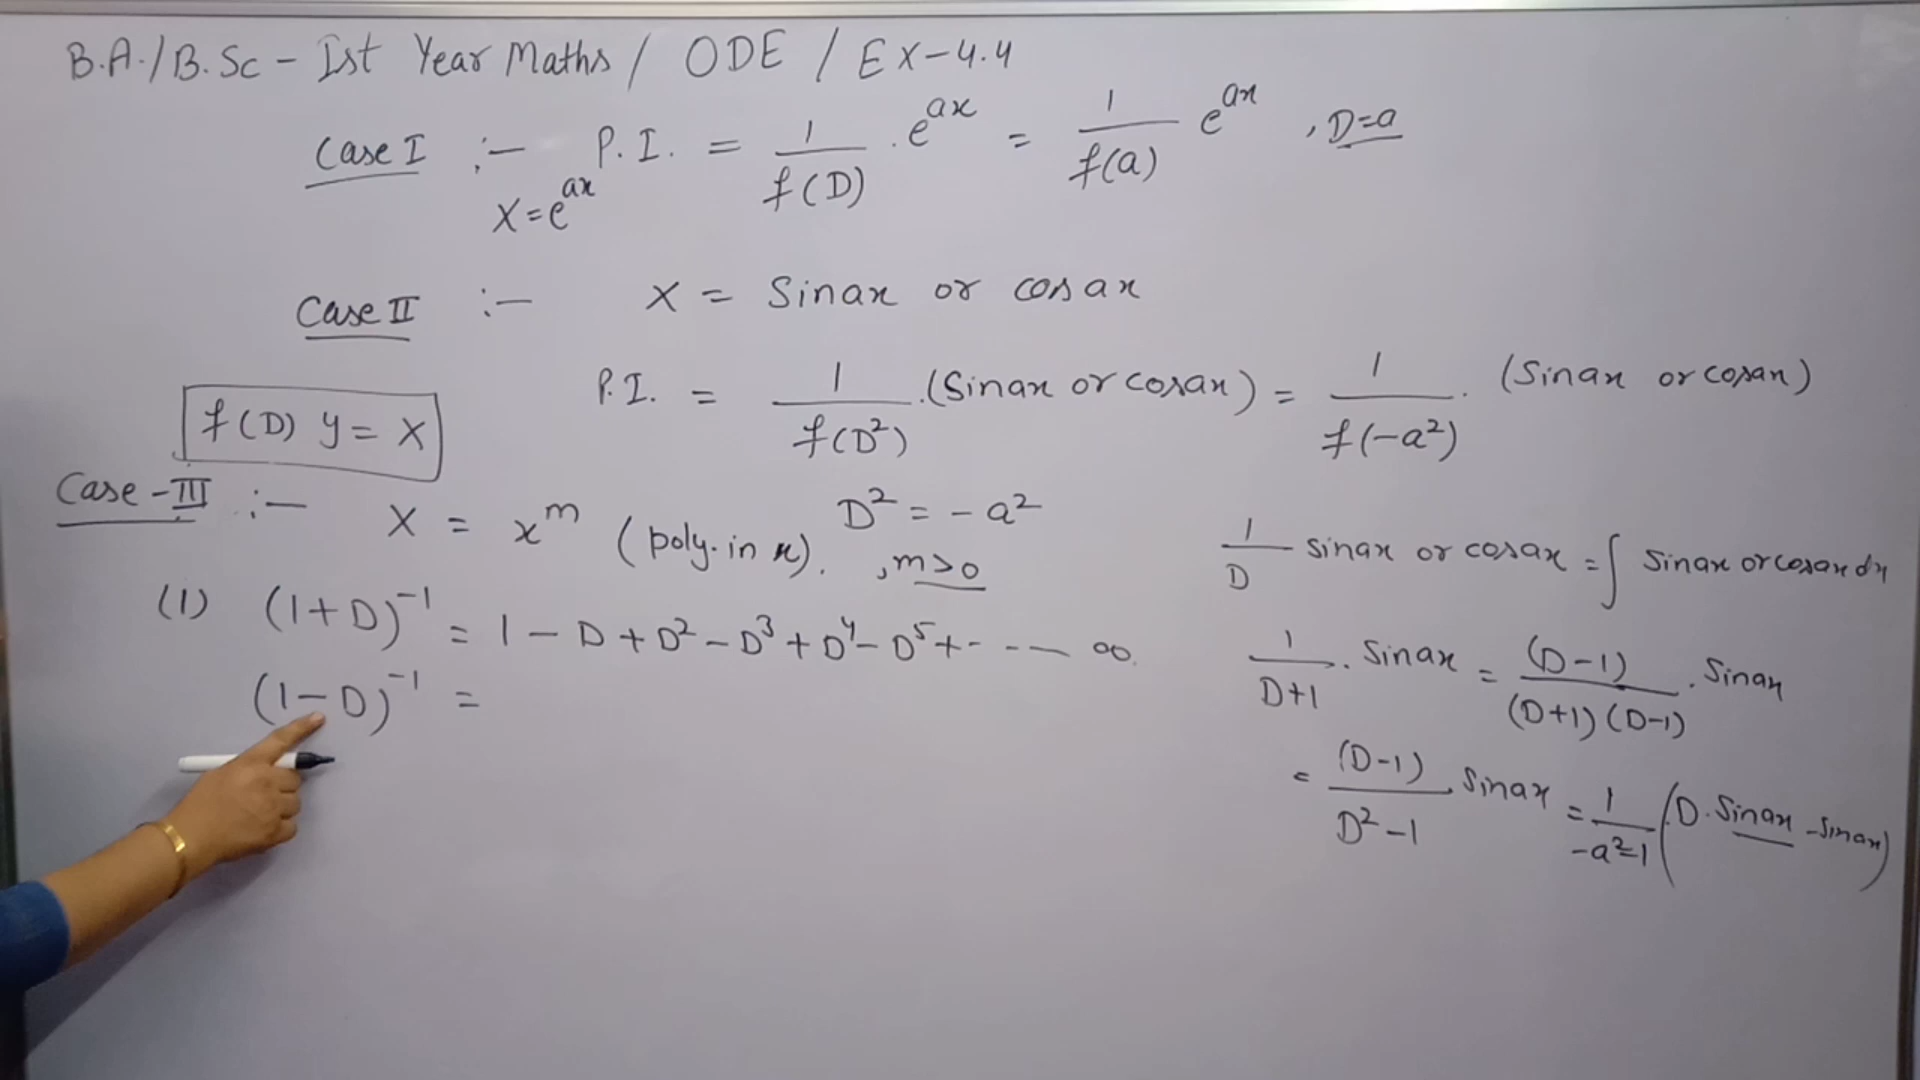 B.A./B.Sc - Ist Year Maths / ODE / EX-4.4
Case I :- P.I. = 1/f(D) . e^ax = 1/f(a) e^ax , D=a
X=e^ax
Case II :- X = Sinax or cosax
P.I. = 1/f(D²) .(Sinax or cosax) = 1/f(-a²) . (Sinax or cosax)
f(D) y = X
D² = -a²
Case-III :- X = x^m (poly. in x). , m>0
(1) (1+D)^-1 = 1 - D + D² - D³ + D⁴ - D⁵ + - - - — ∞.
(1-D)^-1 =
1/D sinax or cosax = ∫ Sinax or cosax dx
1/D+1 . Sinax = (D-1)/(D+1)(D-1) . Sinax
= (D-1)/D²-1 . Sinax = 1/-a²-1 (D.Sinax - Sinax)